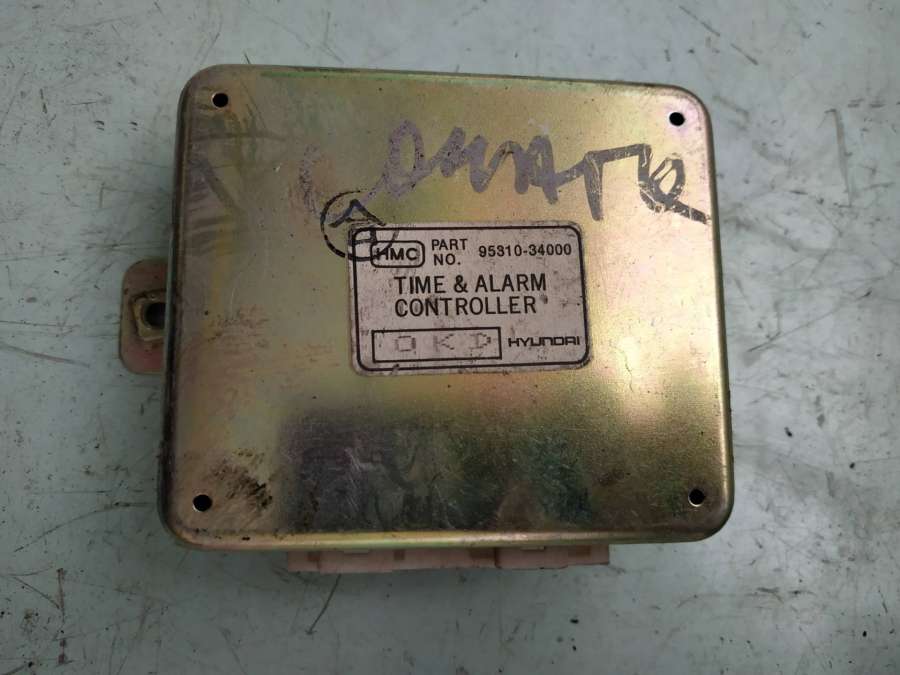 A
B
HMC PART NO. 95310-34000
TIME & ALARM
CONTROLLER
OKD HYUNDAI